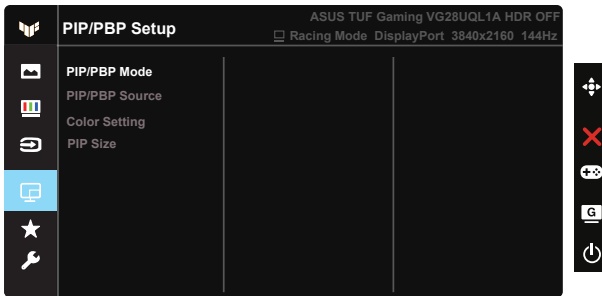 ASUS TUF Gaming VG28UQL1A HDR OFF
PIP/PBP Setup
Racing Mode DisplayPort 3840x2160 144Hz
PIP/PBP Mode
PIP/PBP Source
Color Setting
PIP Size
G